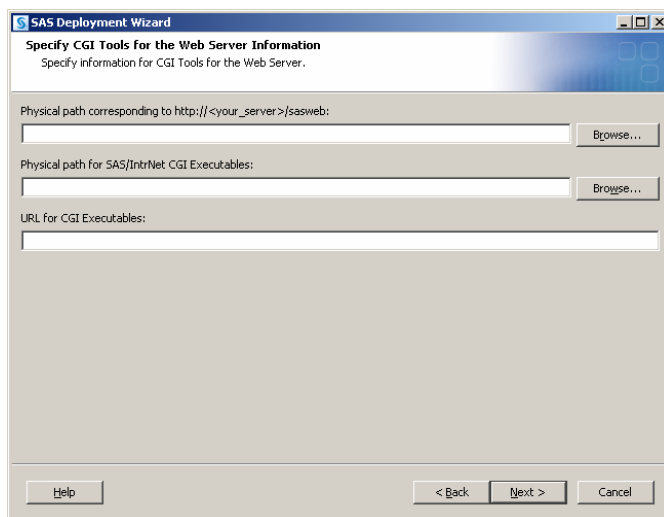 SAS Deployment Wizard
Specify CGI Tools for the Web Server Information
Specify information for CGI Tools for the Web Server.
Physical path corresponding to http://<your_server>/sasweb:
Browse...
Physical path for SAS/IntrNet CGI Executables:
Browse...
URL for CGI Executables:
Help
< Back
Next >
Cancel